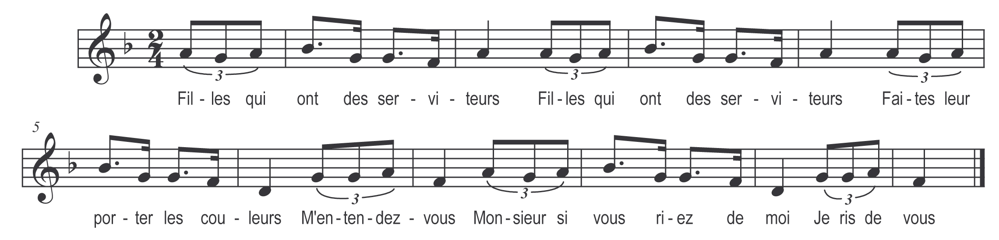 2 4
3 3 3
Fil - les qui ont des ser - vi - teurs Fil - les qui ont des ser - vi - teurs Fai - tes leur
5
3 3 3
por - ter les cou - leurs M'en - ten - dez - vous Mon - sieur si vous ri - ez de moi Je ris de vous